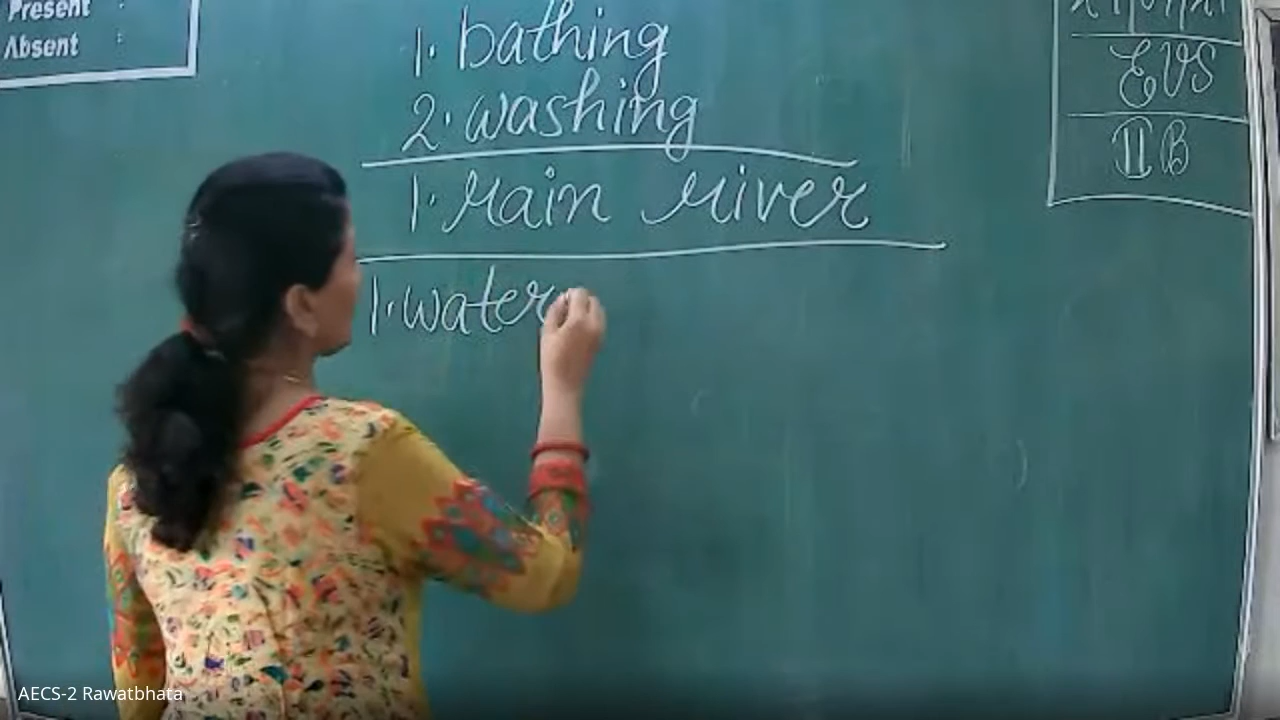 Present :
Absent :
1. bathing
2. washing
1. Rain River
1. water
EVS
II B
AECS-2 Rawatbhata